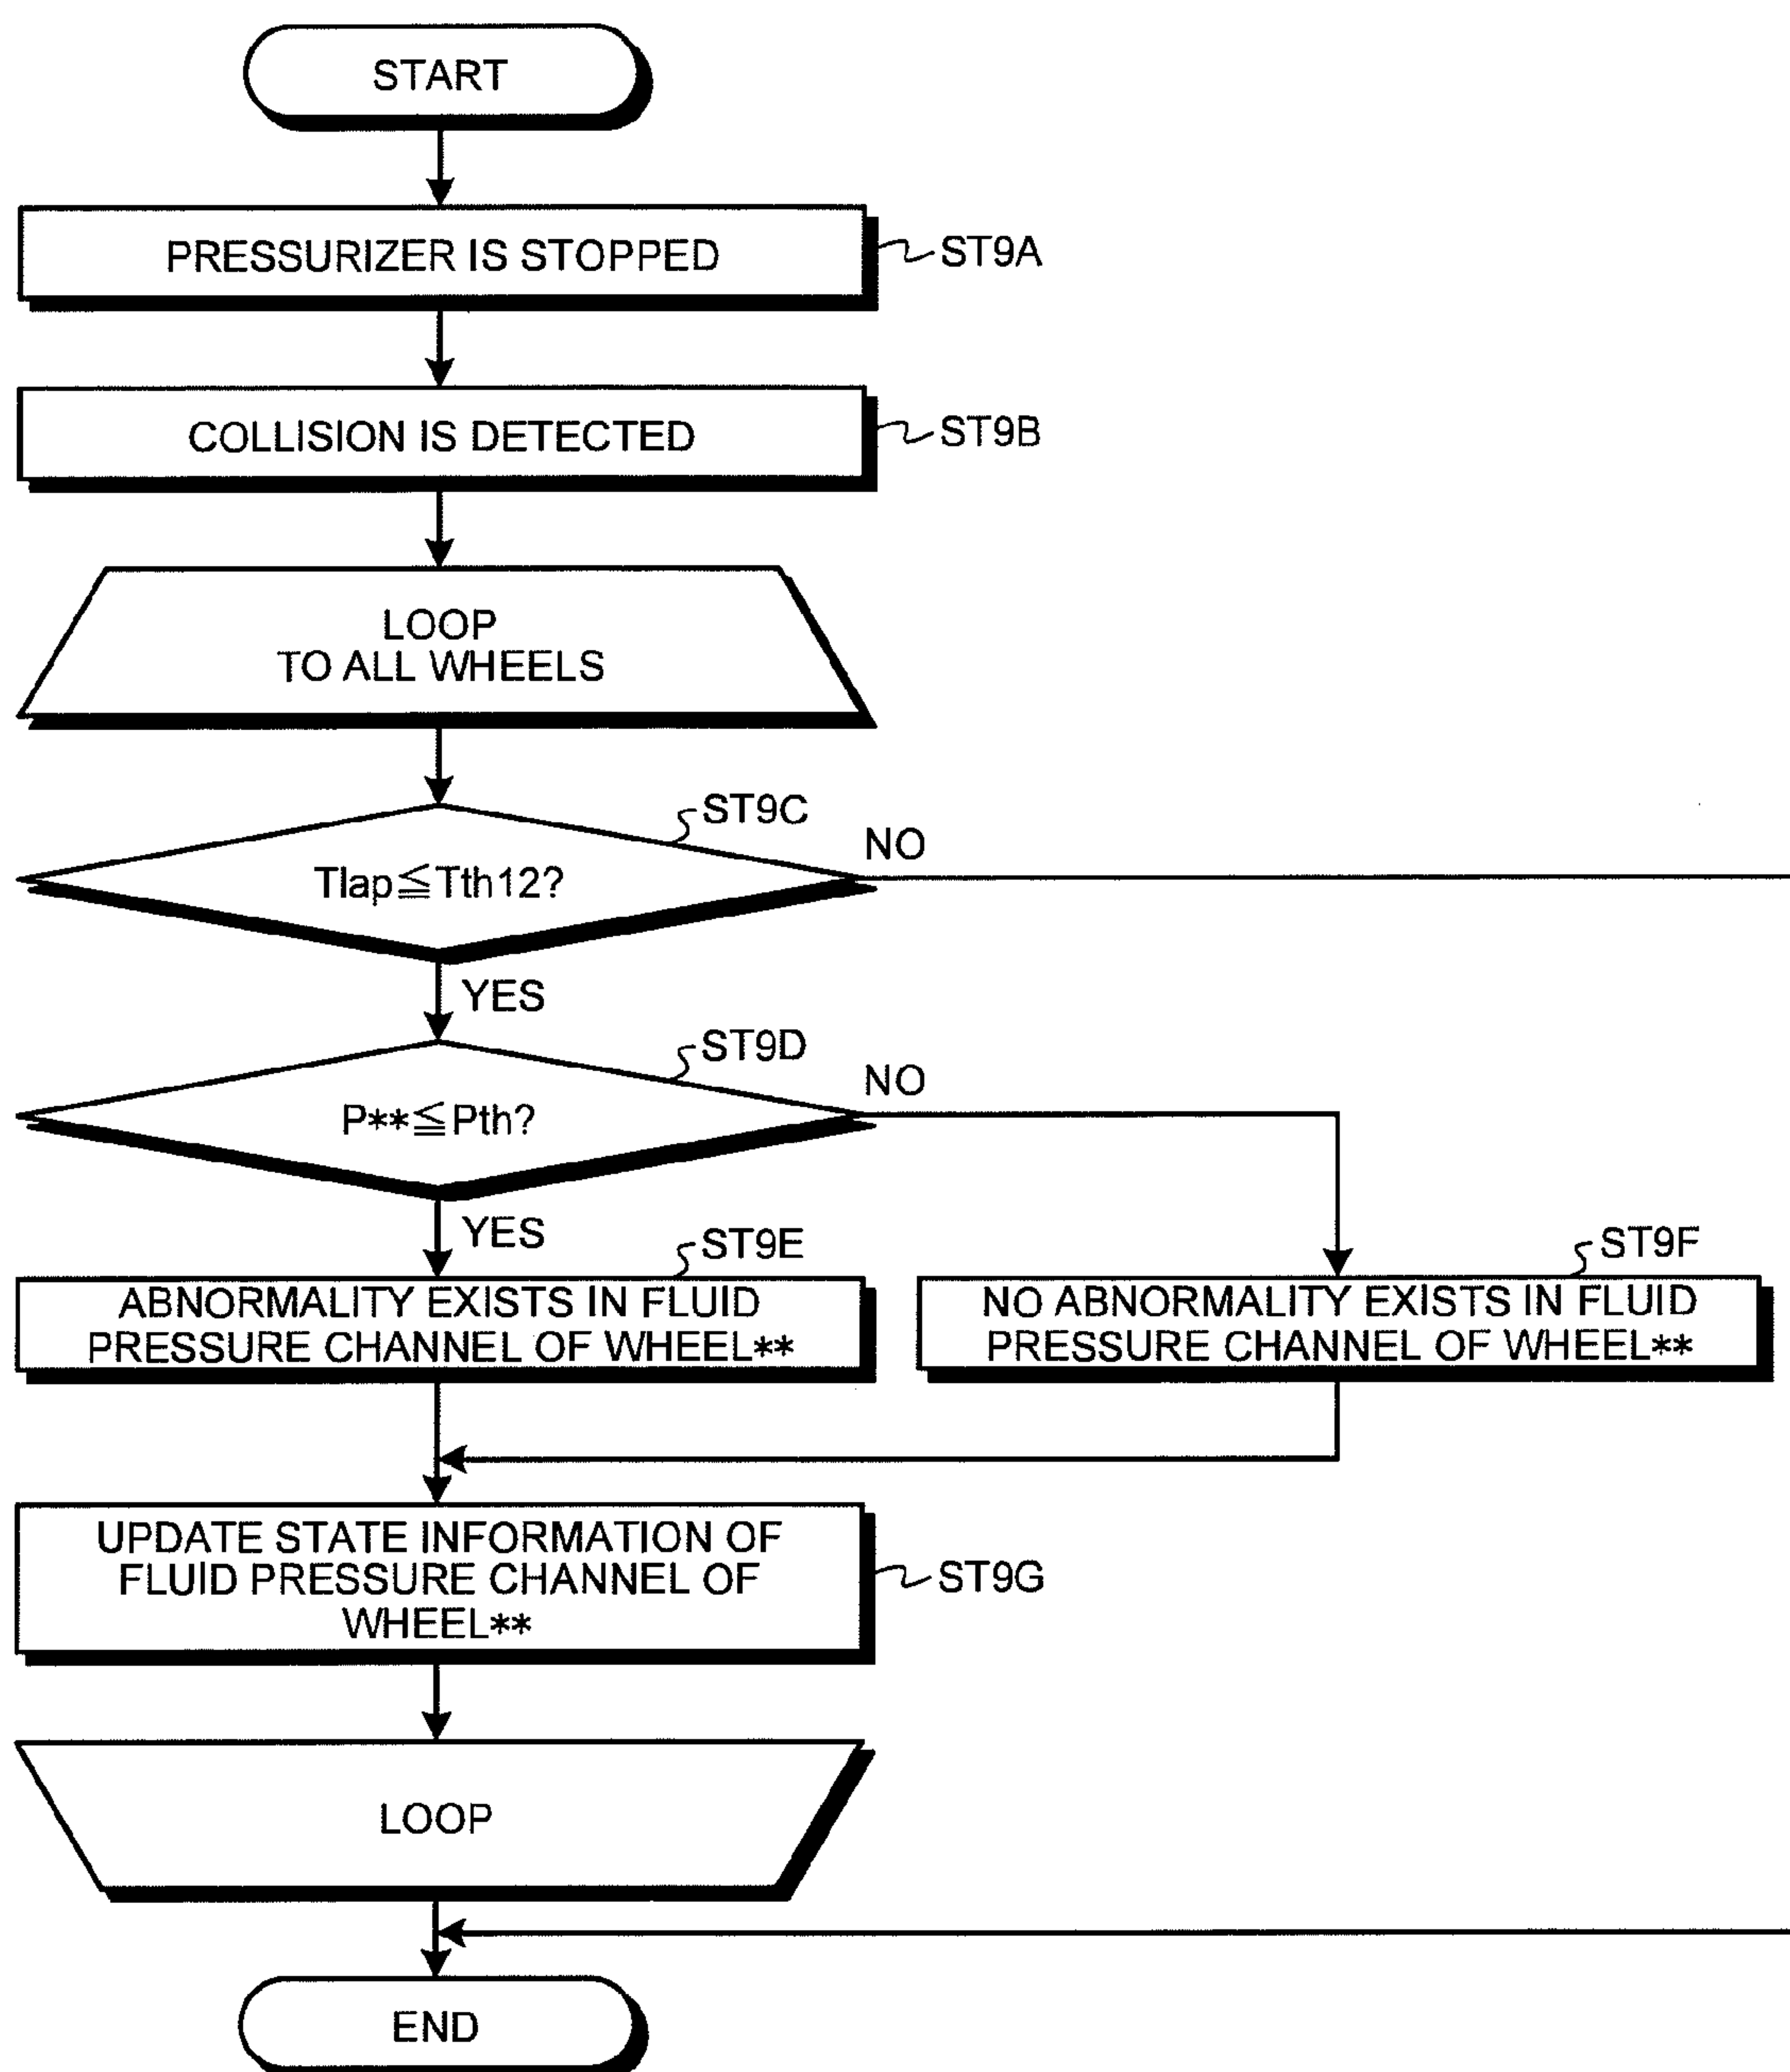 START
PRESSURIZER IS STOPPED
ST9A
COLLISION IS DETECTED
ST9B
LOOP
TO ALL WHEELS
ST9C
NO
Tlap≦Tth12?
YES
ST9D
NO
P**≦Pth?
YES
ST9E
ABNORMALITY EXISTS IN FLUID
PRESSURE CHANNEL OF WHEEL**
ST9F
NO ABNORMALITY EXISTS IN FLUID
PRESSURE CHANNEL OF WHEEL**
UPDATE STATE INFORMATION OF
FLUID PRESSURE CHANNEL OF
WHEEL**
ST9G
LOOP
END